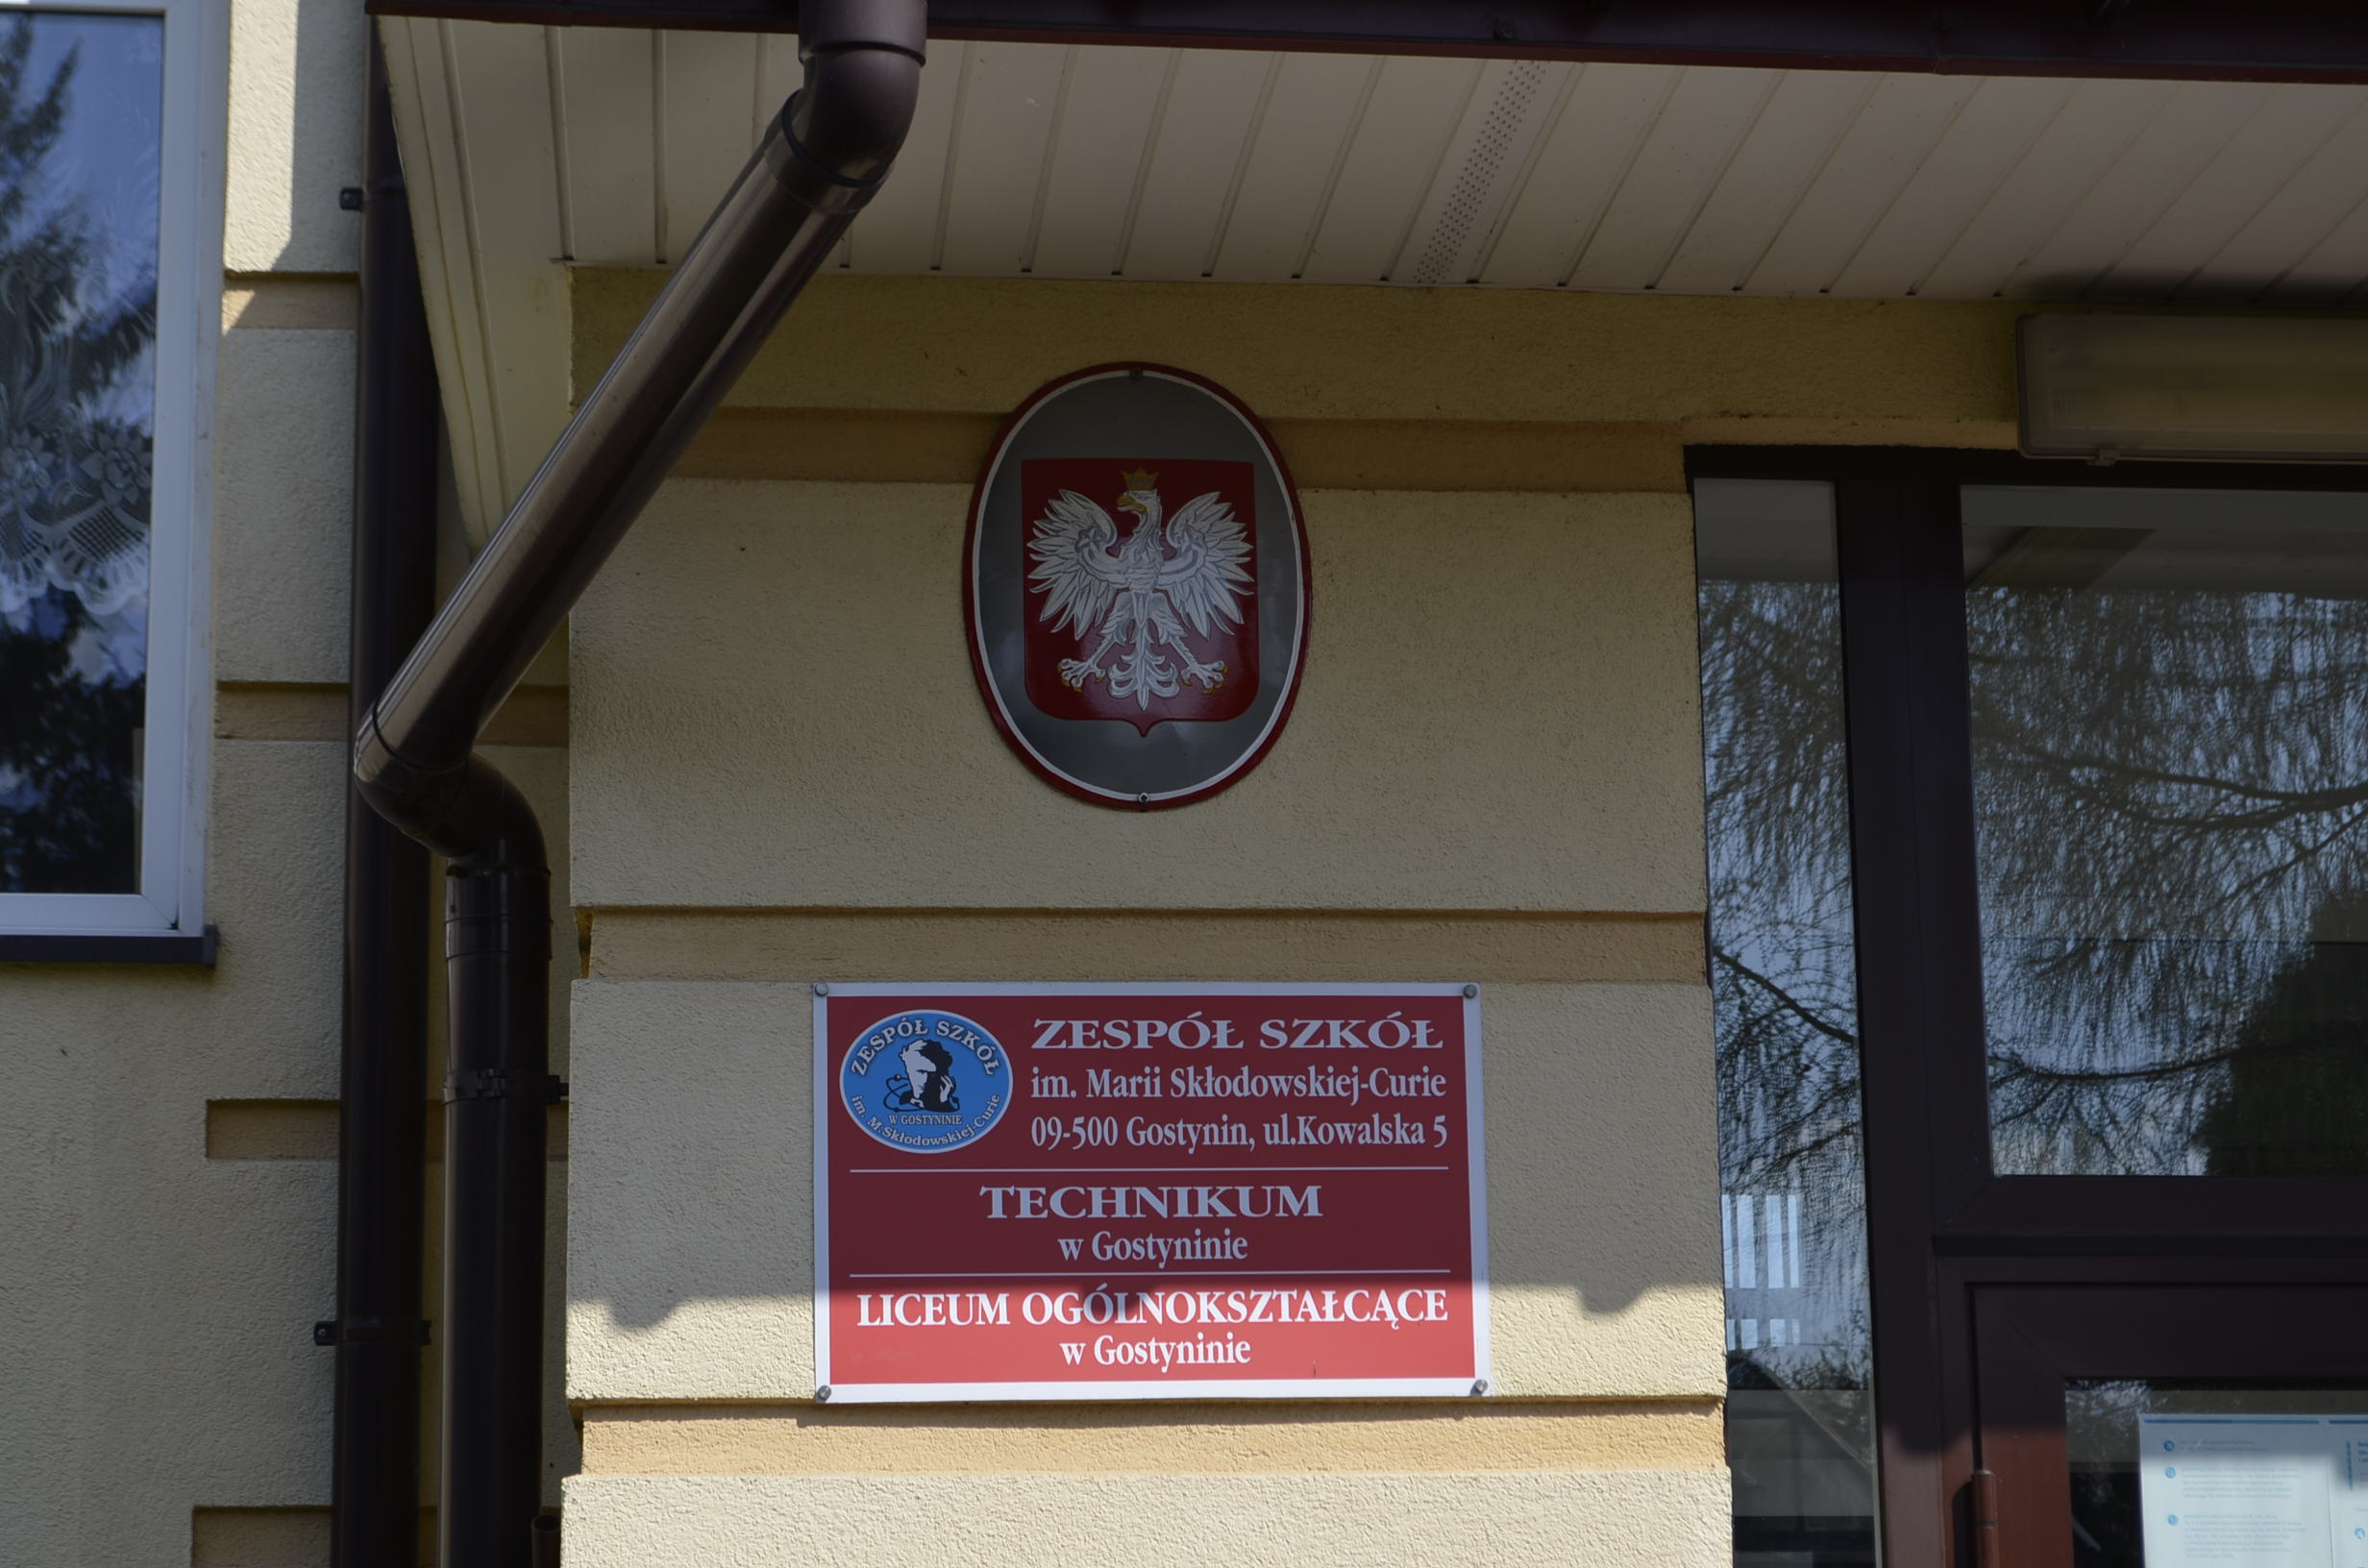 ZESPÓŁ SZKÓŁ
W GOSTYNINIE
im. M.Skłodowskiej-Curie
ZESPÓŁ SZKÓŁ
im. Marii Skłodowskiej-Curie
09-500 Gostynin, ul.Kowalska 5
TECHNIKUM
w Gostyninie
LICEUM OGÓLNOKSZTAŁCĄCE
w Gostyninie